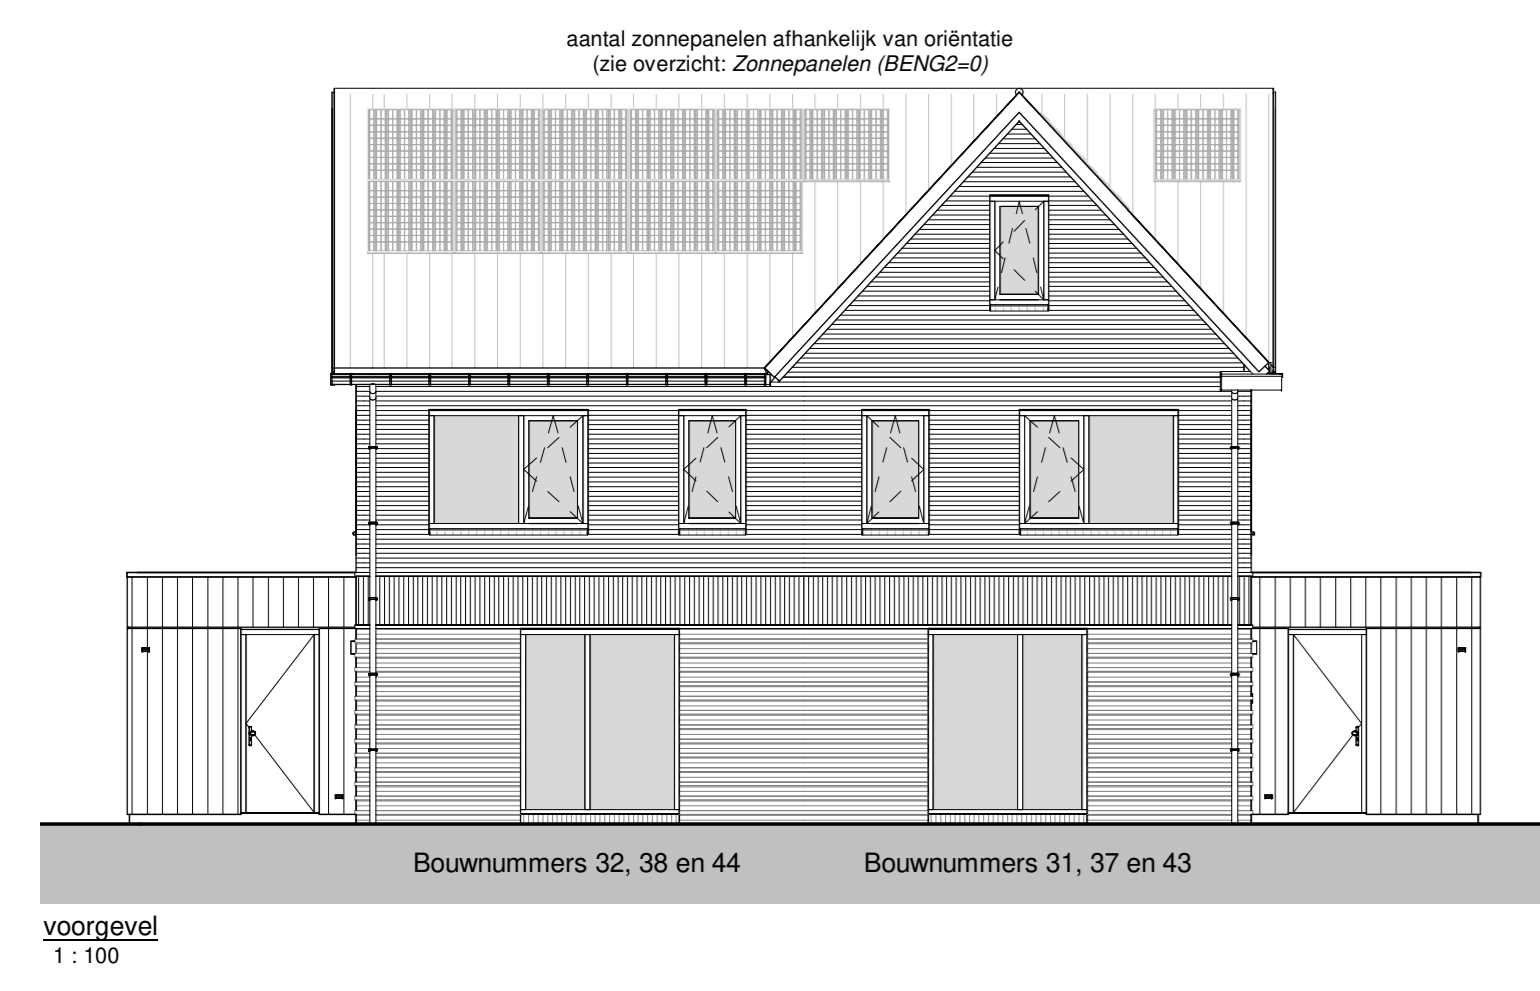 aantal zonnepanelen afhankelijk van oriëntatie
(zie overzicht: Zonnepanelen (BENG2=0)
Bouwnummers 32, 38 en 44
Bouwnummers 31, 37 en 43
voorgevel
1 : 100